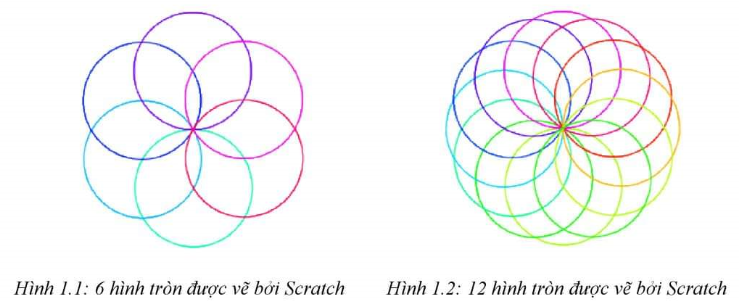 Hình 1.1: 6 hình tròn được vẽ bởi Scratch
Hình 1.2: 12 hình tròn được vẽ bởi Scratch